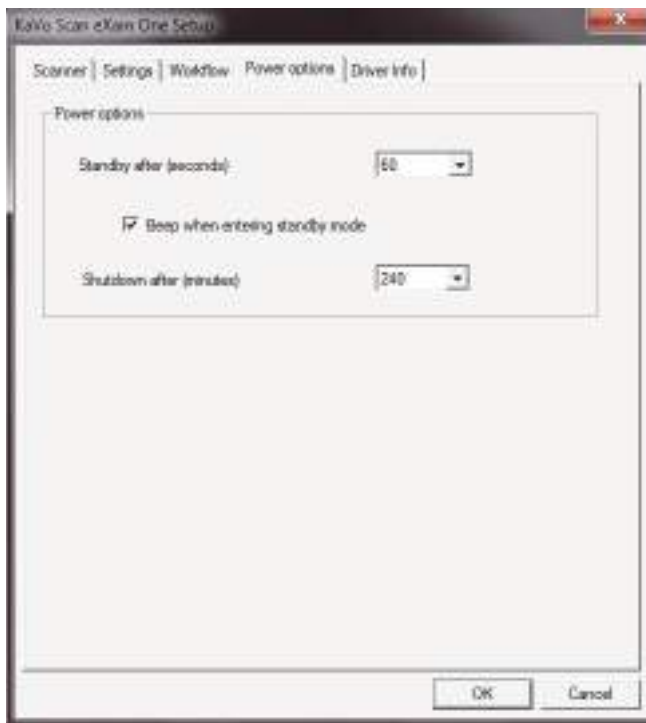 KaVo Scan eXam One Setup
Scanner Settings Workflow Power options Driver Info
Power options
Standby after (seconds) 60
Beep when entering standby mode
Shutdown after (minutes) 240
OK Cancel